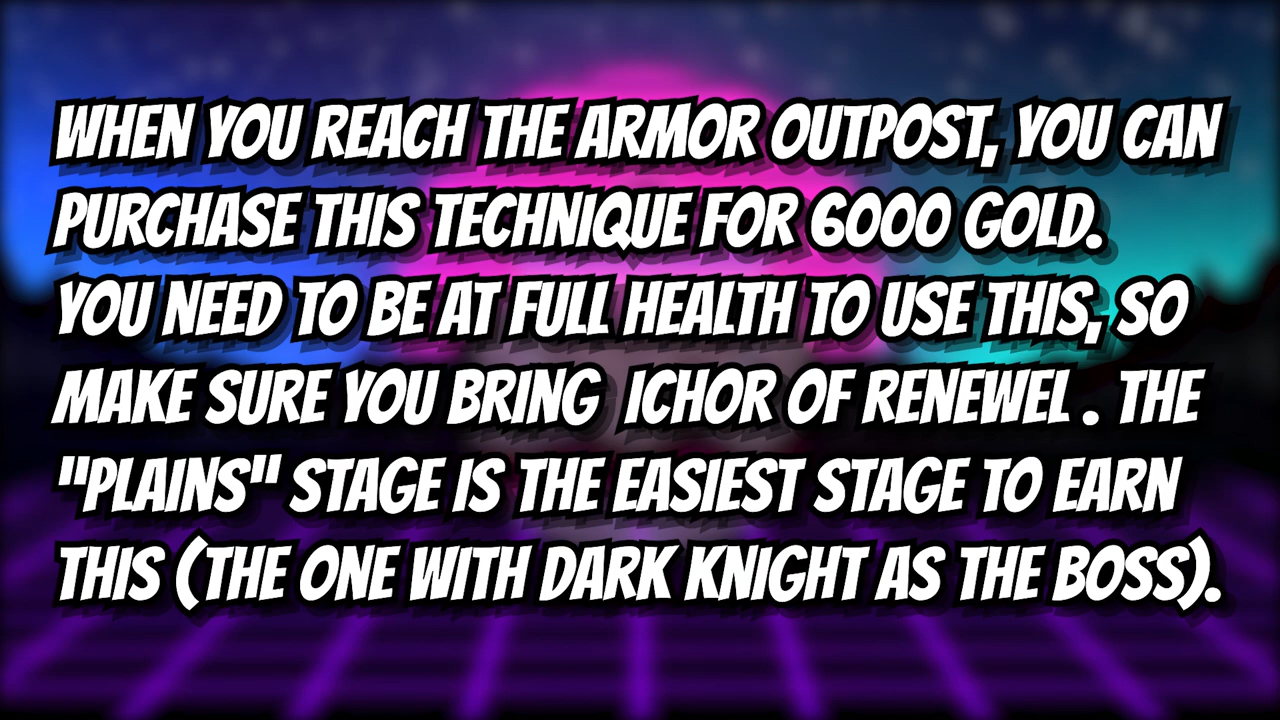 WHEN YOU REACH THE ARMOR OUTPOST, YOU CAN
PURCHASE THIS TECHNIQUE FOR 6000 GOLD.
YOU NEED TO BE AT FULL HEALTH TO USE THIS, SO
MAKE SURE YOU BRING  ICHOR OF RENEWEL . THE
"PLAINS" STAGE IS THE EASIEST STAGE TO EARN
THIS (THE ONE WITH DARK KNIGHT AS THE BOSS).